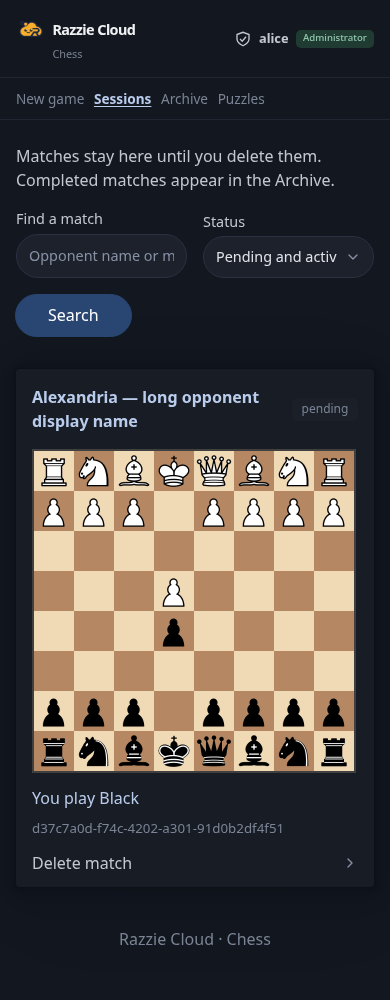 Razzie Cloud
Chess
alice
Administrator
New game Sessions Archive Puzzles
Matches stay here until you delete them.
Completed matches appear in the Archive.
Find a match
Status
Opponent name or m
Pending and activ
Search
Alexandria — long opponent
display name
pending
You play Black
d37c7a0d-f74c-4202-a301-91d0b2df4f51
Delete match
Razzie Cloud · Chess